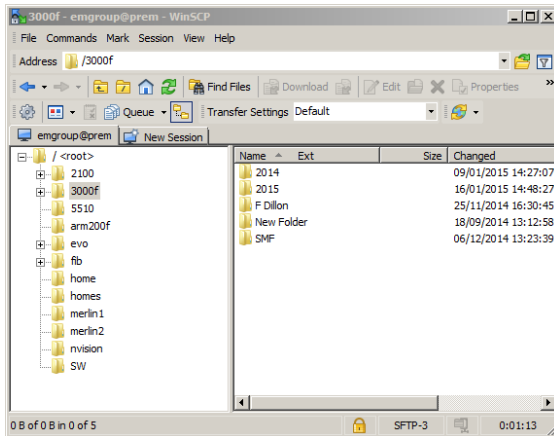 3000f - emgroup@prem - WinSCP
File Commands Mark Session View Help
Address /3000f
Find Files Download Edit Properties »
Queue Transfer Settings Default
emgroup@prem New Session
/ <root>
2100
3000f
5510
arm200f
evo
fib
home
homes
merlin1
merlin2
nvision
SW
Name Ext Size Changed
2014 09/01/2015 14:27:07
2015 16/01/2015 14:48:27
F Dillon 25/11/2014 16:30:45
New Folder 18/09/2014 13:12:58
SMF 06/12/2014 13:23:39
0 B of 0 B in 0 of 5 SFTP-3 0:01:13